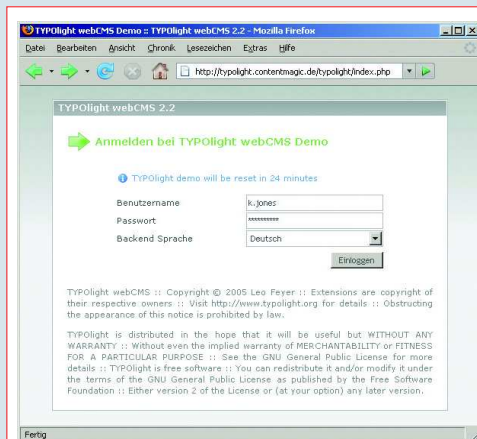 TYPOlight webCMS Demo :: TYPOlight webCMS 2.2 - Mozilla Firefox
Datei Bearbeiten Ansicht Chronik Lesezeichen Extras Hilfe
http://typolight.contentmagic.de/typolight/index.php
TYPOlight webCMS 2.2
Anmelden bei TYPOlight webCMS Demo
TYPOlight demo will be reset in 24 minutes
Benutzername k.jones
Passwort **********
Backend Sprache Deutsch
Einloggen
TYPOlight webCMS :: Copyright © 2005 Leo Feyer :: Extensions are copyright of
their respective owners :: Visit http://www.typolight.org for details :: Obstructing
the appearance of this notice is prohibited by law.
TYPOlight is distributed in the hope that it will be useful but WITHOUT ANY
WARRANTY :: Without even the implied warranty of MERCHANTABILITY or FITNESS
FOR A PARTICULAR PURPOSE :: See the GNU General Public License for more
details :: TYPOlight is free software :: You can redistribute it and/or modify it under
the terms of the GNU General Public License as published by the Free Software
Foundation :: Either version 2 of the License or (at your option) any later version.
Fertig